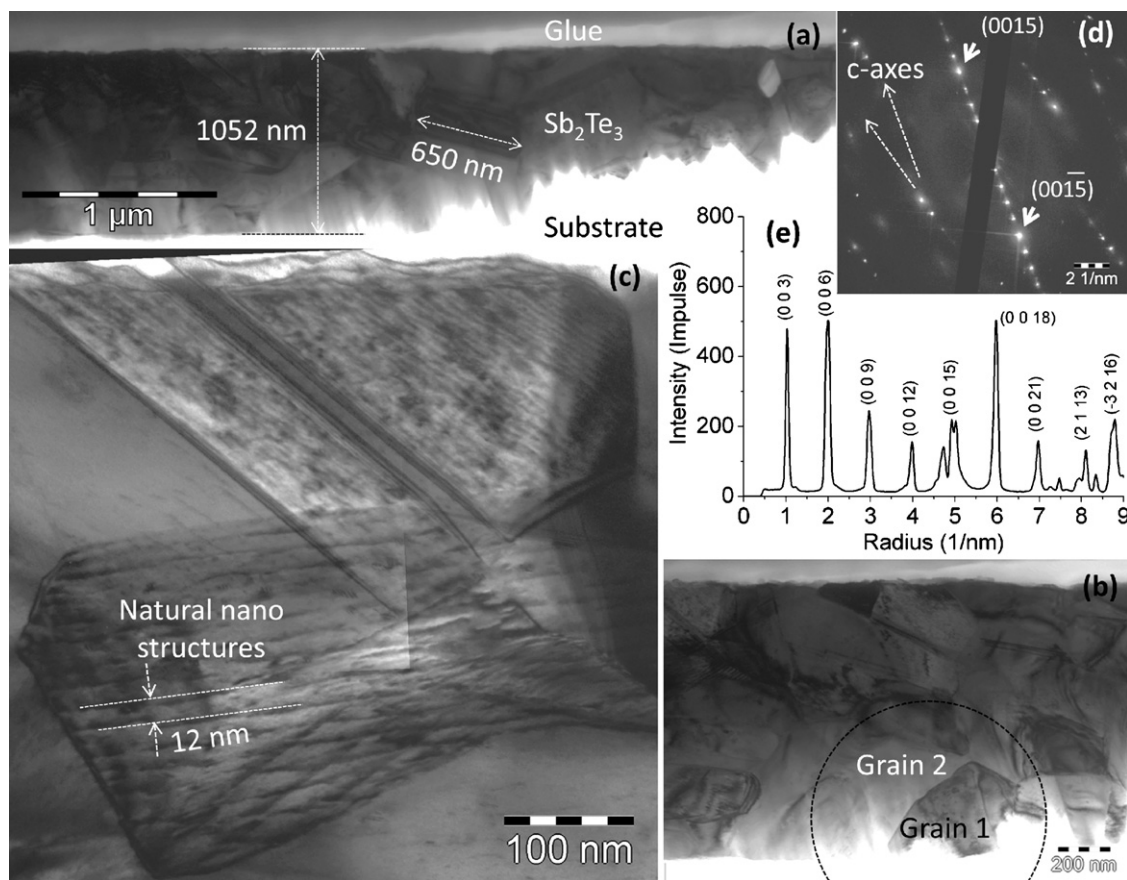 Glue
(a)
1052 nm
650 nm
Sb₂Te₃
1 µm
Substrate
(d)
(0015)
c-axes
(001̅5̅)
2 1/nm
(c)
Natural nano
structures
12 nm
100 nm
(e)
800
600
400
200
0
Intensity (Impulse)
(0 0 3)
(0 0 6)
(0 0 9)
(0 0 12)
(0 0 15)
(0 0 18)
(0 0 21)
(2 1 13)
(-3 2 16)
0 1 2 3 4 5 6 7 8 9
Radius (1/nm)
(b)
Grain 2
Grain 1
200 nm